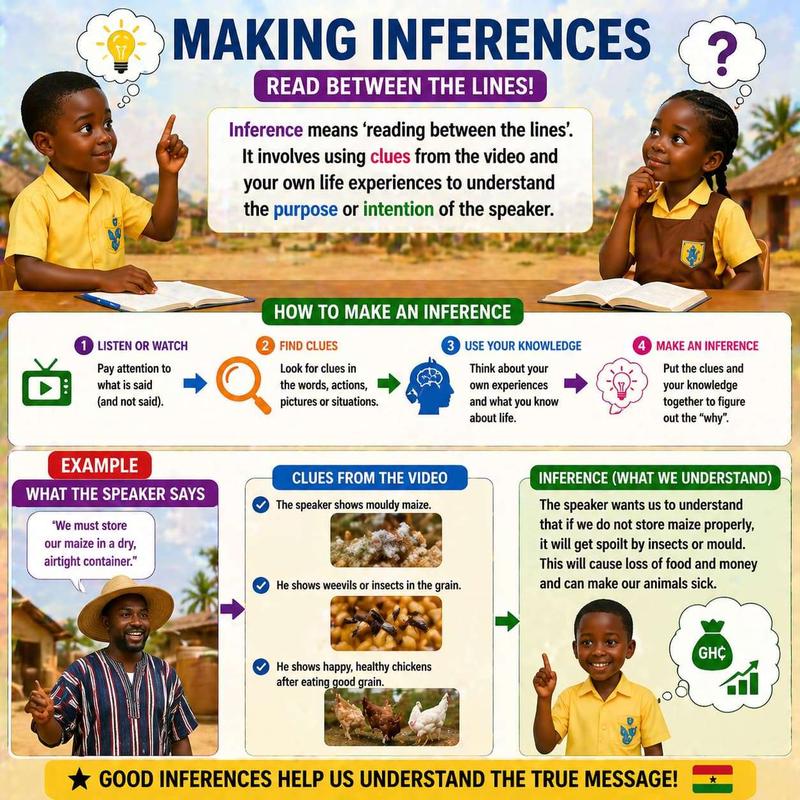 MAKING INFERENCES
?
READ BETWEEN THE LINES!
Inference means ‘reading between the lines’.
It involves using clues from the video and
your own life experiences to understand
the purpose or intention of the speaker.
HOW TO MAKE AN INFERENCE
1 LISTEN OR WATCH
Pay attention to
what is said
(and not said).
2 FIND CLUES
Look for clues in
the words, actions,
pictures or situations.
3 USE YOUR KNOWLEDGE
Think about your
own experiences
and what you know
about life.
4 MAKE AN INFERENCE
Put the clues and
your knowledge
together to figure
out the “why”.
EXAMPLE
WHAT THE SPEAKER SAYS
‘We must store
our maize in a dry,
airtight container.”
CLUES FROM THE VIDEO
The speaker shows mouldy maize.
He shows weevils or insects in the grain.
He shows happy, healthy chickens
after eating good grain.
INFERENCE (WHAT WE UNDERSTAND)
The speaker wants us to understand
that if we do not store maize properly,
it will get spoilt by insects or mould.
This will cause loss of food and money
and can make our animals sick.
GH₵
★ GOOD INFERENCES HELP US UNDERSTAND THE TRUE MESSAGE!